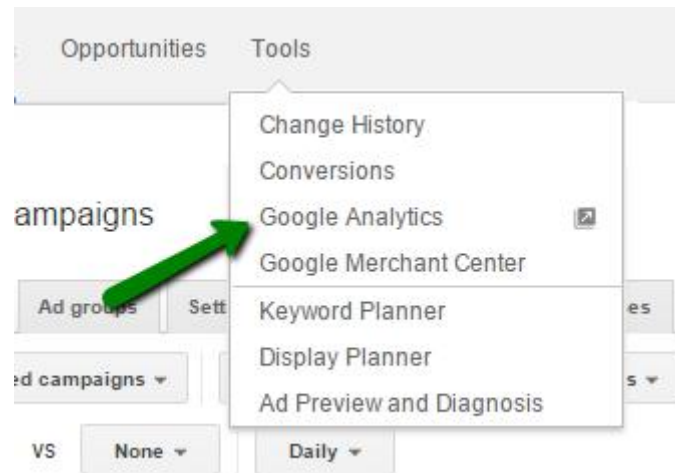 Opportunities Tools
Change History
Conversions
ampaigns Google Analytics
Google Merchant Center
Ad groups Sett Keyword Planner es
Display Planner
ed campaigns s
Ad Preview and Diagnosis
VS None Daily